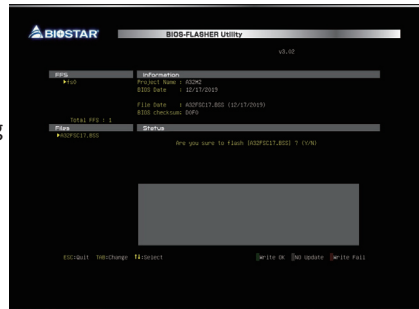 BIOSTAR
BIOS-FLASHER Utility
v3.02
FFS
fs0
Total FFS : 1
Information
Project Name : A32M2
BIOS Date : 12/17/2019
File Date : A32FSC17.BSS (12/17/2019)
BIOS checksum: D0F0
Files
A32FSC17.BSS
Status
Are you sure to flash [A32FSC17.BSS] ? (Y/N)
ESC:Quit TAB:Change ↑↓:Select
Write OK NO Update Write Fail
g